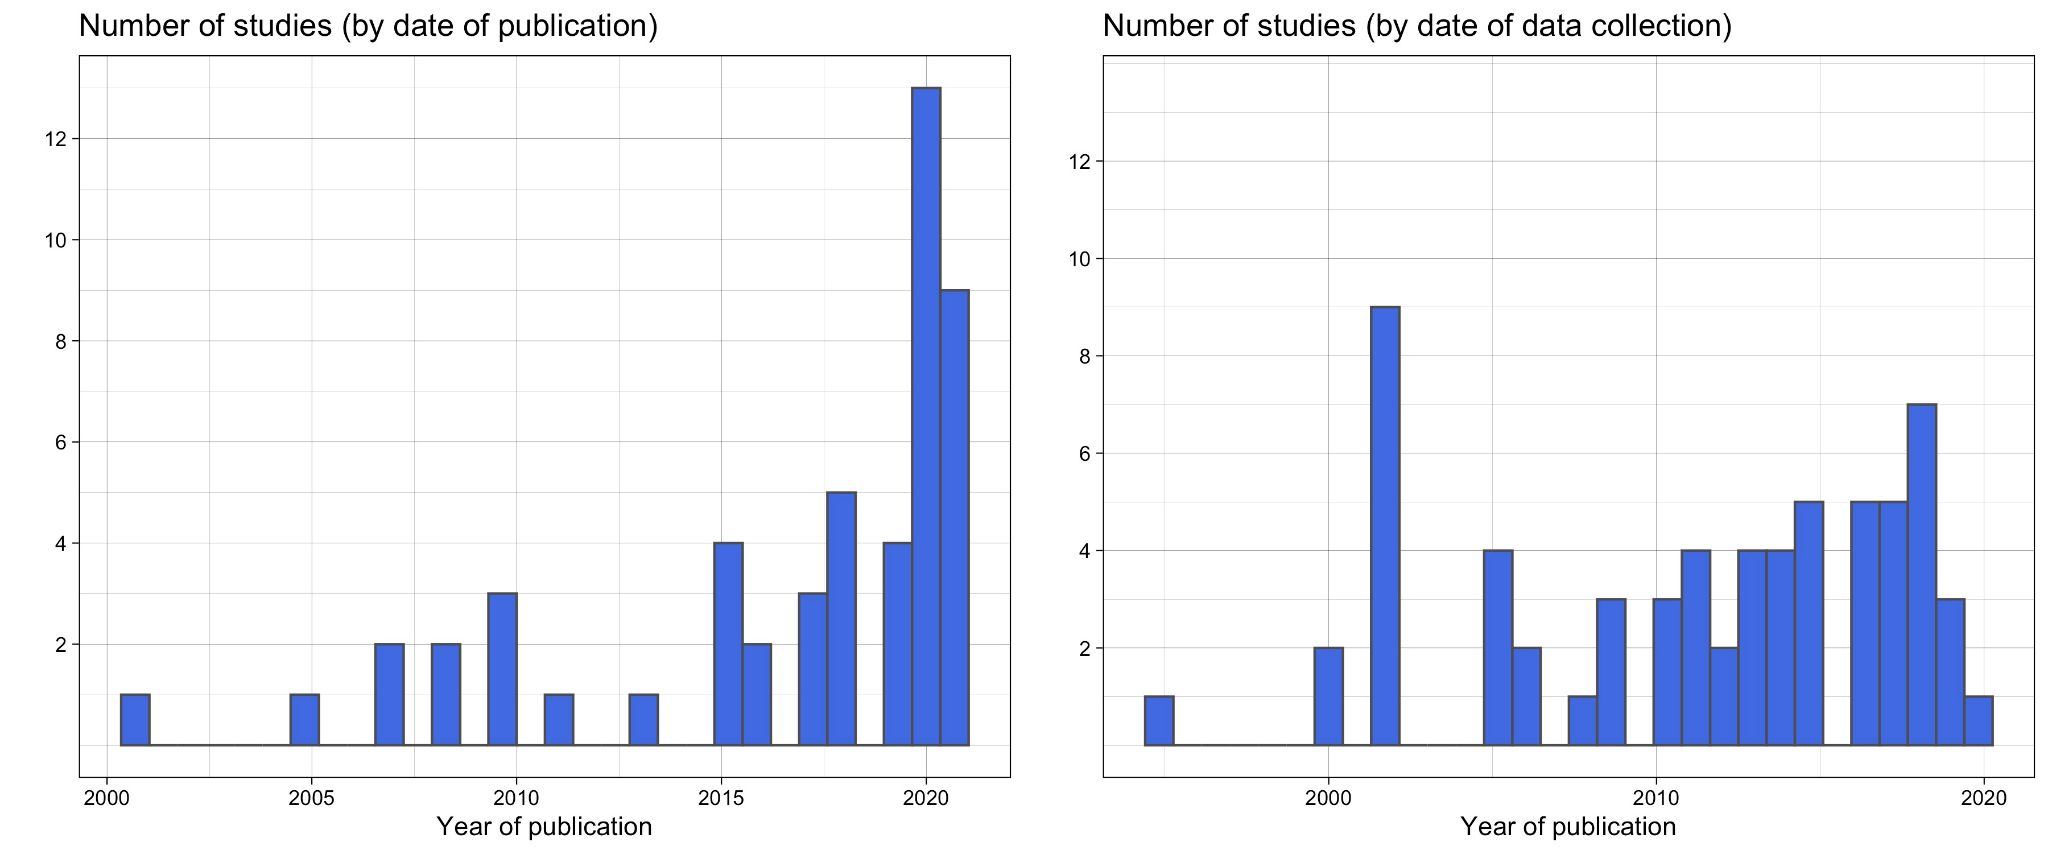 Number of studies (by date of publication)
12
10
8
6
4
2
2000 2005 2010 2015 2020
Year of publication
Number of studies (by date of data collection)
12
10
8
6
4
2
2000 2010 2020
Year of publication